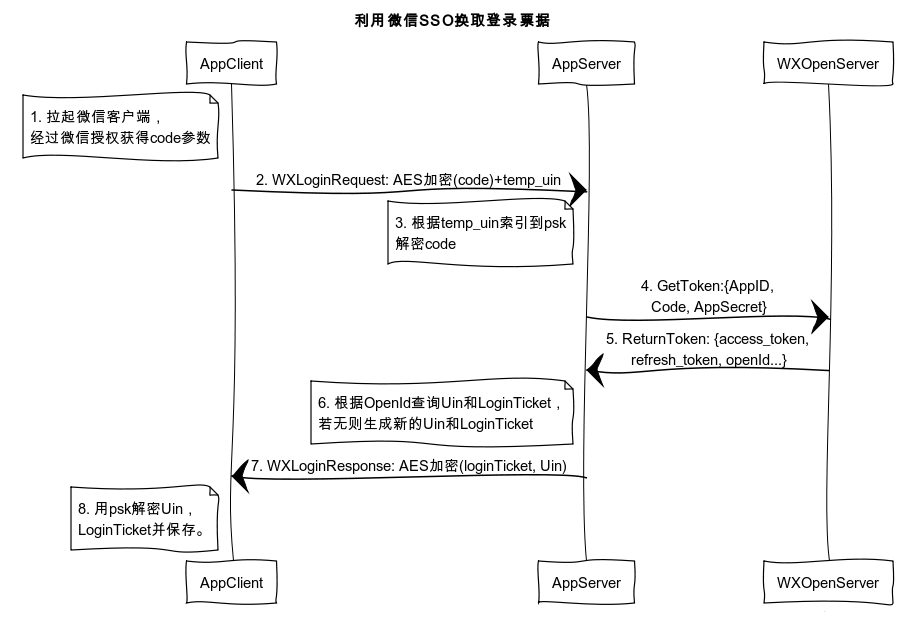 利用微信SSO换取登录票据
AppClient
AppServer
WXOpenServer
1. 拉起微信客户端，
经过微信授权获得code参数
2. WXLoginRequest: AES加密(code)+temp_uin
3. 根据temp_uin索引到psk
解密code
4. GetToken:{AppID,
Code, AppSecret}
5. ReturnToken: {access_token,
refresh_token, openId...}
6. 根据OpenId查询Uin和LoginTicket，
若无则生成新的Uin和LoginTicket
7. WXLoginResponse: AES加密(loginTicket, Uin)
8. 用psk解密Uin，
LoginTicket并保存。
AppClient
AppServer
WXOpenServer